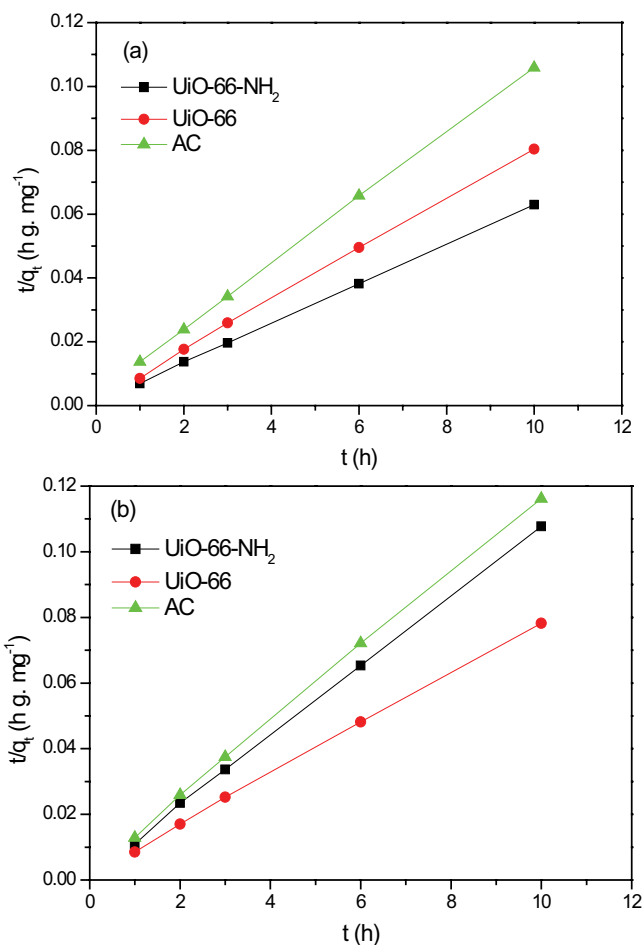 (a)
UiO-66-NH₂
UiO-66
AC
0.12
0.10
0.08
0.06
0.04
0.02
0.00
t/qₜ (h g. mg⁻¹)
0 2 4 6 8 10 12
t (h)
(b)
UiO-66-NH₂
UiO-66
AC
0.12
0.10
0.08
0.06
0.04
0.02
0.00
t/qₜ (h g. mg⁻¹)
0 2 4 6 8 10 12
t (h)